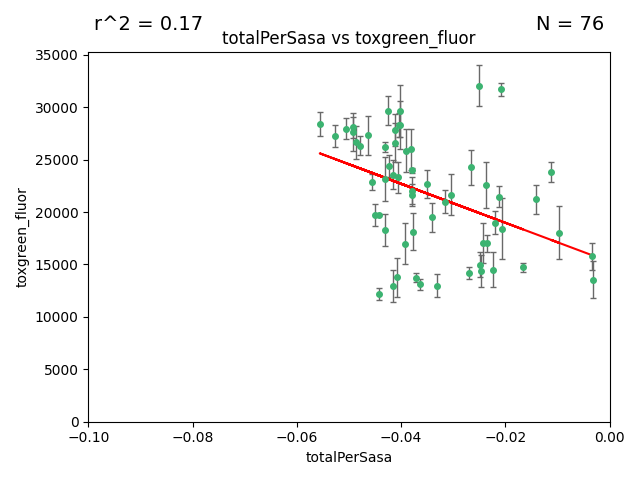 r^2 = 0.17
N = 76
totalPerSasa vs toxgreen_fluor
35000
30000
25000
20000
15000
10000
5000
0
toxgreen_fluor
−0.10
−0.08
−0.06
−0.04
−0.02
0.00
totalPerSasa